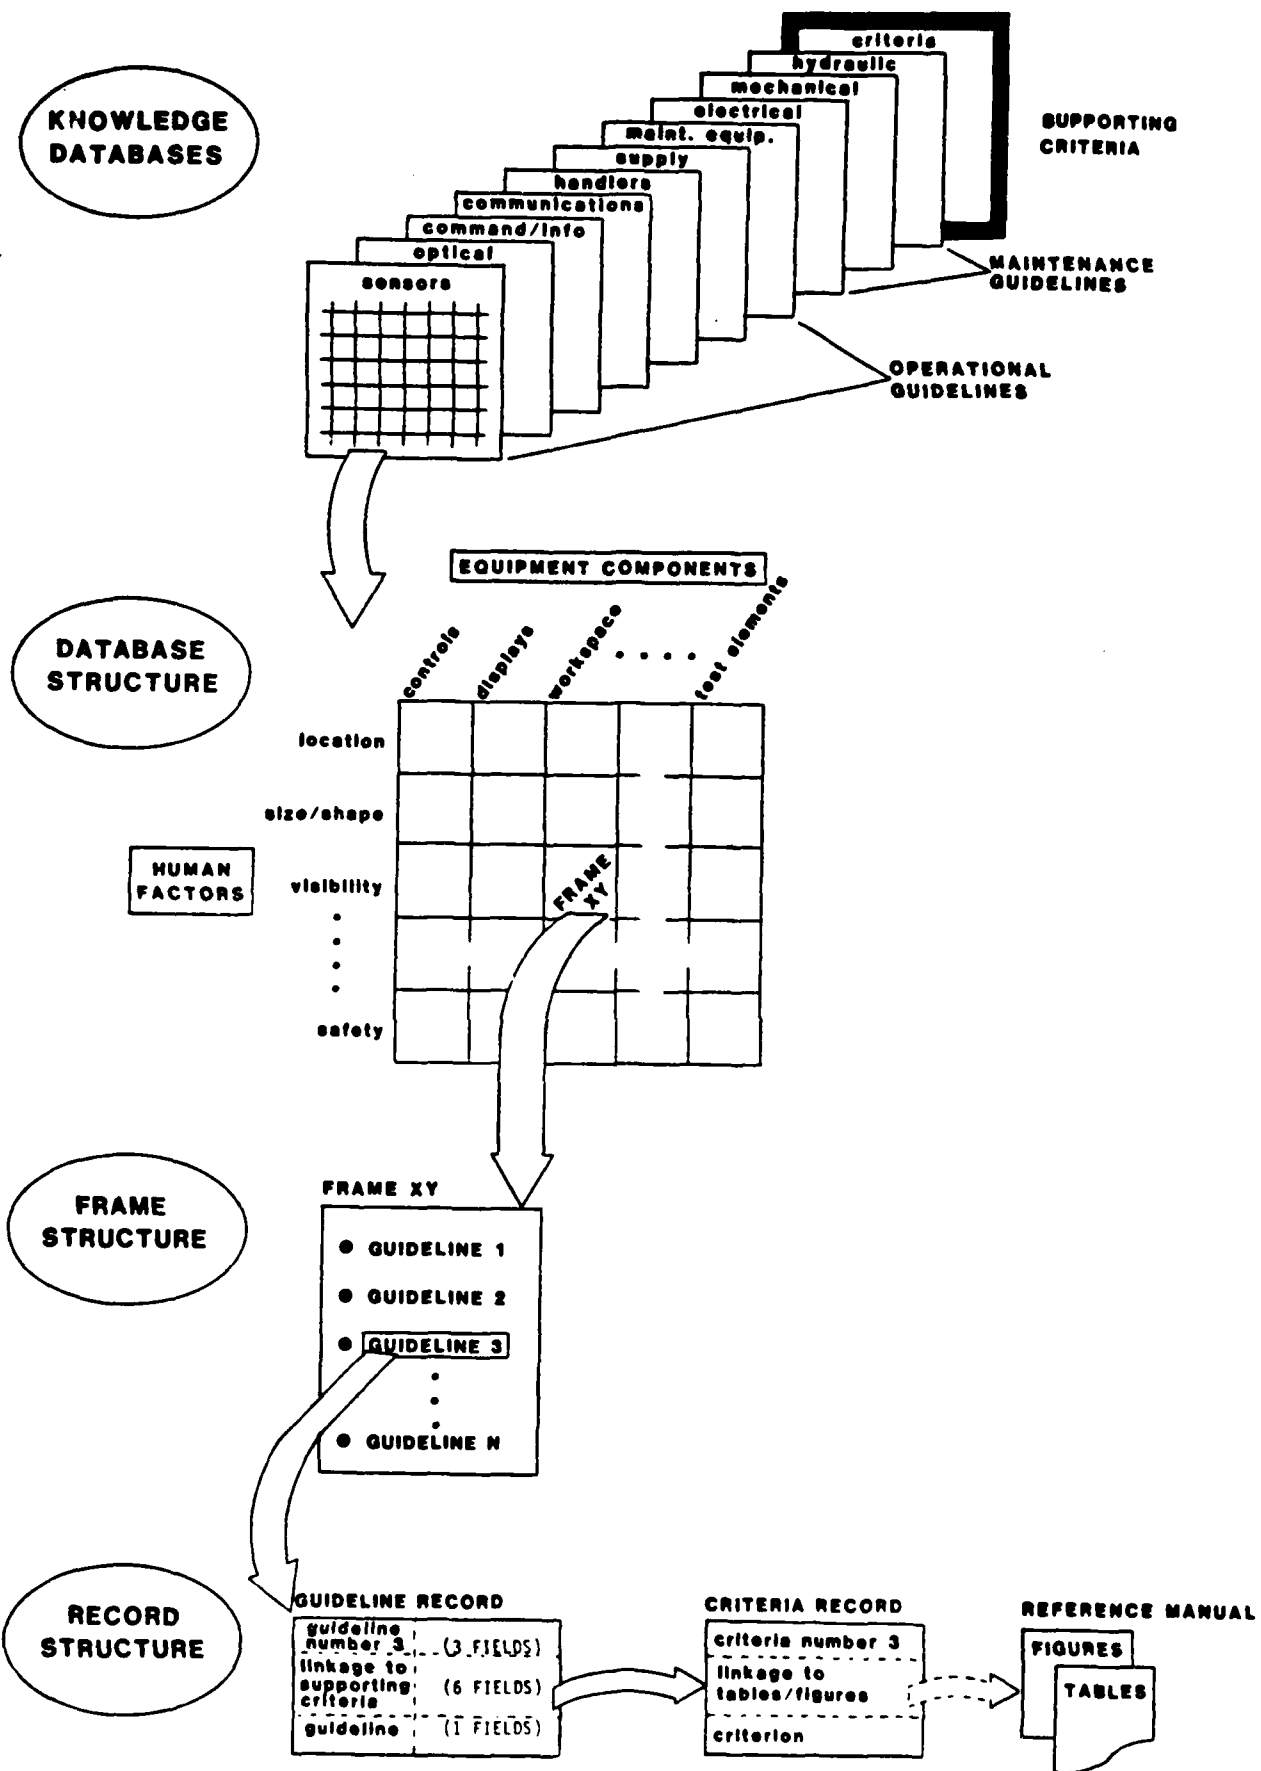 KNOWLEDGE
DATABASES
criteria
hydraulic
mechanical
electrical
maint. equip.
supply
handlers
communications
command/info
optical
sensors
SUPPORTING
CRITERIA
MAINTENANCE
GUIDELINES
OPERATIONAL
GUIDELINES
DATABASE
STRUCTURE
EQUIPMENT COMPONENTS
controls
displays
workspace
. . . .
test elements
location
size/shape
visibility
safety
HUMAN
FACTORS
FRAME
XY
FRAME
STRUCTURE
FRAME XY
● GUIDELINE 1
● GUIDELINE 2
● GUIDELINE 3
● GUIDELINE N
RECORD
STRUCTURE
GUIDELINE RECORD
guideline
number 3 (3 FIELDS)
linkage to
supporting (6 FIELDS)
criteria
guideline (1 FIELDS)
CRITERIA RECORD
criteria number 3
linkage to
tables/figures
criterion
REFERENCE MANUAL
FIGURES
TABLES